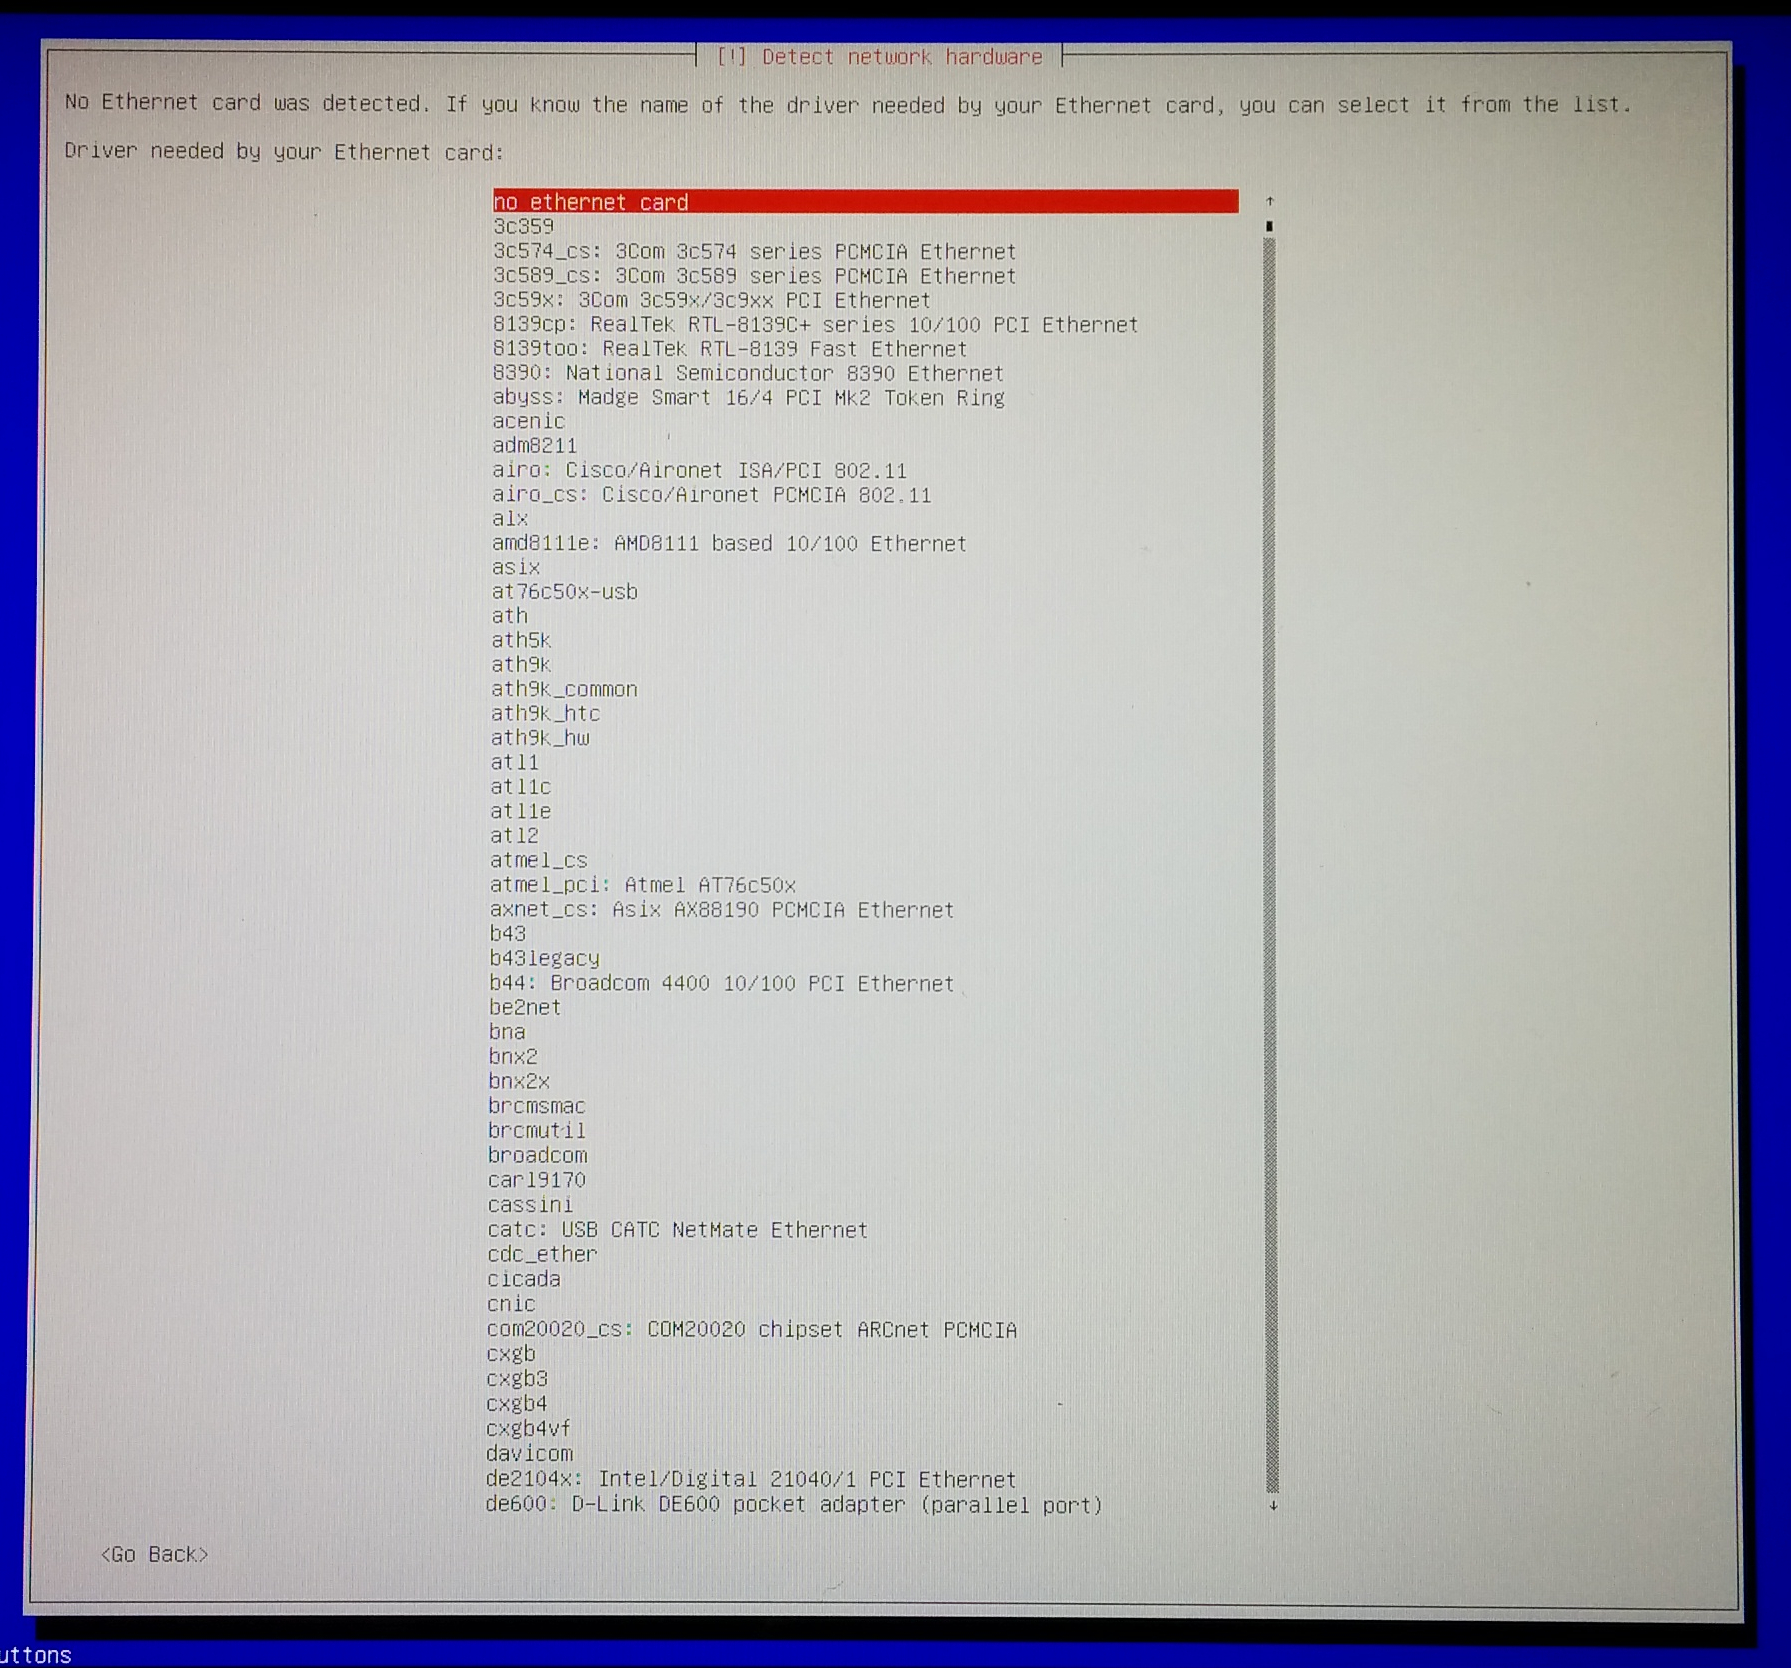 [!] Detect network hardware
No Ethernet card was detected. If you know the name of the driver needed by your Ethernet card, you can select it from the list.
Driver needed by your Ethernet card:
no ethernet card
3c359
3c574_cs: 3Com 3c574 series PCMCIA Ethernet
3c589_cs: 3Com 3c589 series PCMCIA Ethernet
3c59x: 3Com 3c59x/3c9xx PCI Ethernet
8139cp: RealTek RTL-8139C+ series 10/100 PCI Ethernet
8139too: RealTek RTL-8139 Fast Ethernet
8390: National Semiconductor 8390 Ethernet
abyss: Madge Smart 16/4 PCI Mk2 Token Ring
acenic
adm8211
airo: Cisco/Aironet ISA/PCI 802.11
airo_cs: Cisco/Aironet PCMCIA 802.11
alx
amd8111e: AMD8111 based 10/100 Ethernet
asix
at76c50x-usb
ath
ath5k
ath9k
ath9k_common
ath9k_htc
ath9k_hw
atl1
atl1c
atl1e
atl2
atmel_cs
atmel_pci: Atmel AT76c50x
axnet_cs: Asix AX88190 PCMCIA Ethernet
b43
b43legacy
b44: Broadcom 4400 10/100 PCI Ethernet
be2net
bna
bnx2
bnx2x
brcmsmac
brcmutil
broadcom
carl9170
cassini
catc: USB CATC NetMate Ethernet
cdc_ether
cicada
cnic
com20020_cs: COM20020 chipset ARCnet PCMCIA
cxgb
cxgb3
cxgb4
cxgb4vf
davicom
de2104x: Intel/Digital 21040/1 PCI Ethernet
de600: D-Link DE600 pocket adapter (parallel port)
<Go Back>
uttons